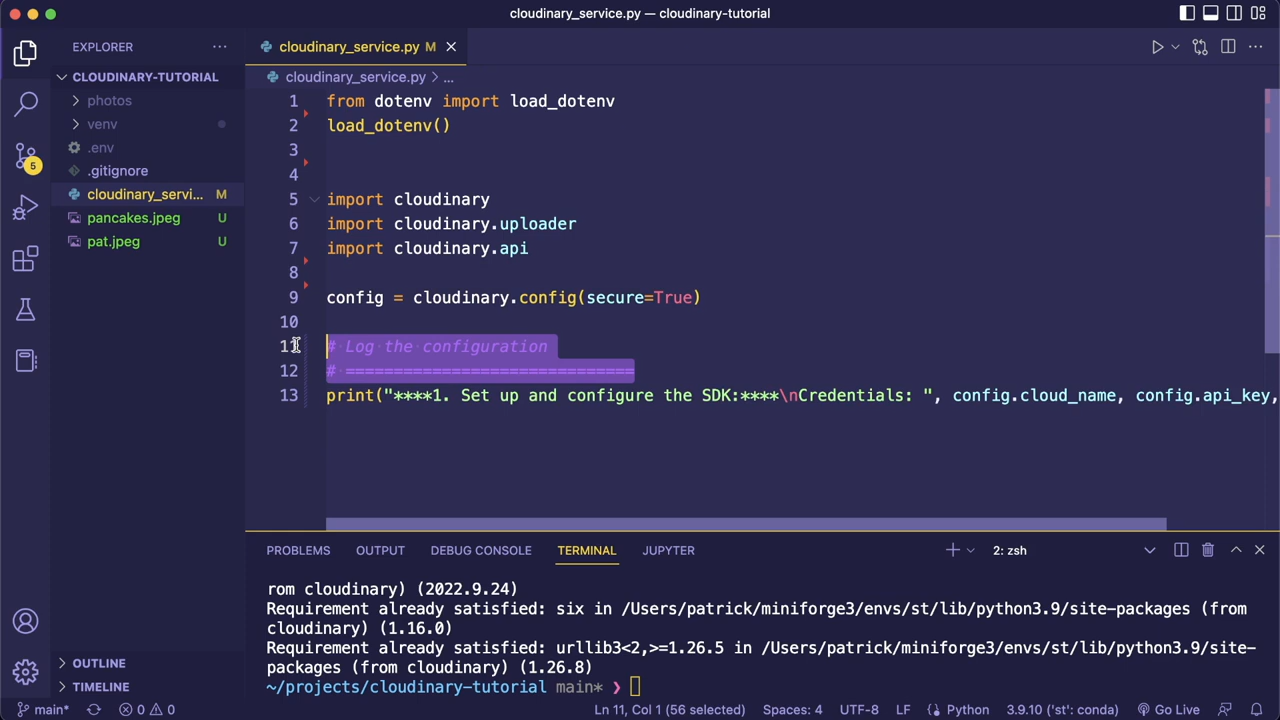 cloudinary_service.py — cloudinary-tutorial
EXPLORER
cloudinary_service.py M
CLOUDINARY-TUTORIAL
cloudinary_service.py > ...
photos
venv
.env
.gitignore
cloudinary_servi... M
pancakes.jpeg U
pat.jpeg U
5
1 from dotenv import load_dotenv
2 load_dotenv()
3
4
5 import cloudinary
6 import cloudinary.uploader
7 import cloudinary.api
8
9 config = cloudinary.config(secure=True)
10
11 # Log the configuration
12 # ==============================
13 print("****1. Set up and configure the SDK:****\nCredentials: ", config.cloud_name, config.api_key,
PROBLEMS OUTPUT DEBUG CONSOLE TERMINAL JUPYTER 2: zsh
rom cloudinary) (2022.9.24)
Requirement already satisfied: six in /Users/patrick/miniforge3/envs/st/lib/python3.9/site-packages (from
cloudinary) (1.16.0)
Requirement already satisfied: urllib3<2,>=1.26.5 in /Users/patrick/miniforge3/envs/st/lib/python3.9/site-
packages (from cloudinary) (1.26.8)
~/projects/cloudinary-tutorial main* ❯
OUTLINE
TIMELINE
main* 0 0 Ln 11, Col 1 (56 selected) Spaces: 4 UTF-8 LF Python 3.9.10 ('st': conda) Go Live